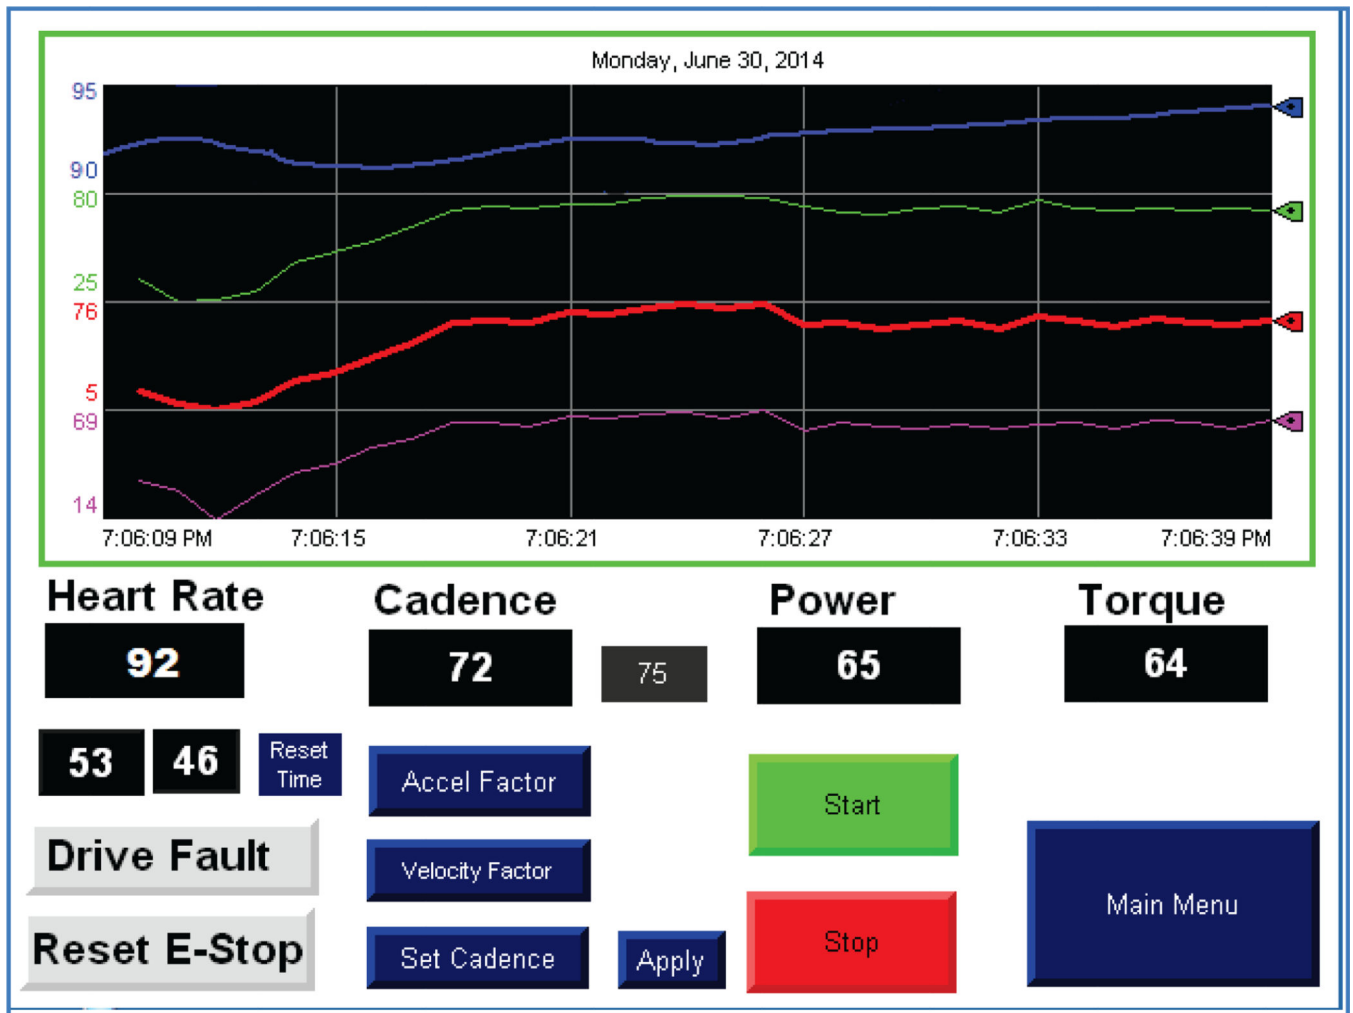 Monday, June 30, 2014
95
90
80
25
76
5
69
14
7:06:09 PM 7:06:15 7:06:21 7:06:27 7:06:33 7:06:39 PM
Heart Rate Cadence Power Torque
92 72 75 65 64
53 46 Reset Time
Accel Factor
Start
Drive Fault
Velocity Factor
Main Menu
Reset E-Stop
Set Cadence
Apply
Stop